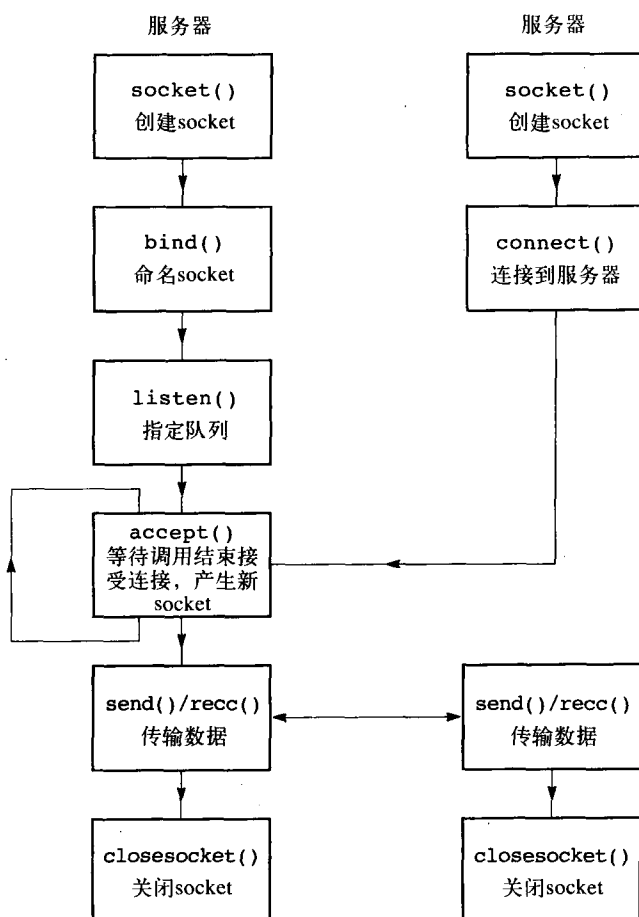 服务器
socket()
创建socket
bind()
命名socket
listen()
指定队列
accept()
等待调用结束接
受连接，产生新
socket
send()/recc()
传输数据
closesocket()
关闭socket
服务器
socket()
创建socket
connect()
连接到服务器
send()/recc()
传输数据
closesocket()
关闭socket